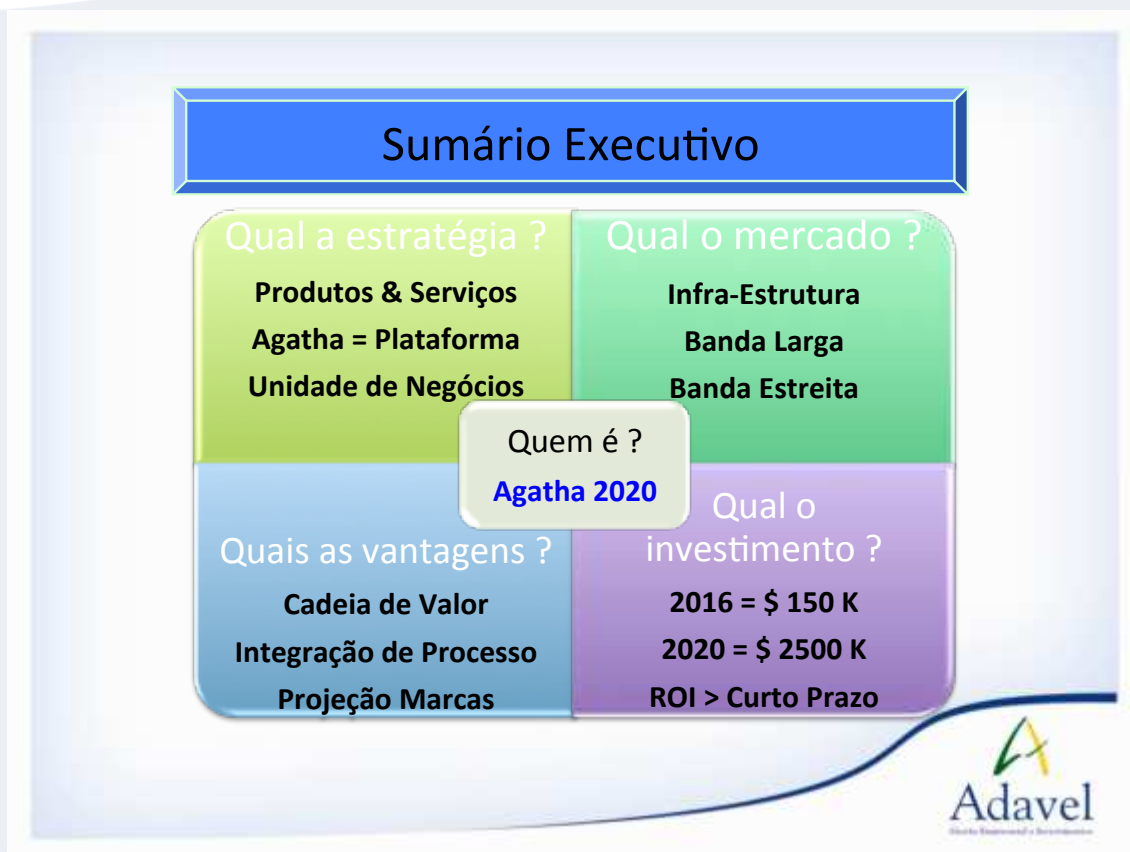 Sumário Executivo
Qual a estratégia ?
Produtos & Serviços
Agatha = Plataforma
Unidade de Negócios
Qual o mercado ?
Infra-Estrutura
Banda Larga
Banda Estreita
Quem é ?
Agatha 2020
Quais as vantagens ?
Cadeia de Valor
Integração de Processo
Projeção Marcas
Qual o
investimento ?
2016 = $ 150 K
2020 = $ 2500 K
ROI > Curto Prazo
Adavel